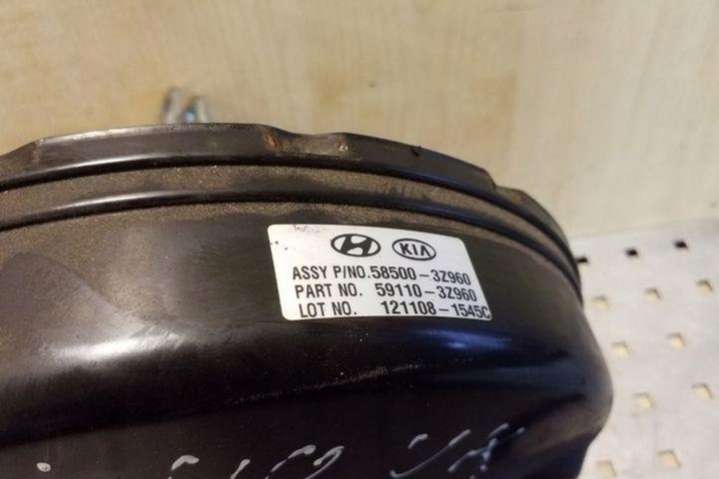 KIA
ASSY P/NO.58500-3Z960
PART NO. 59110-3Z960
LOT NO. 121108-1545C